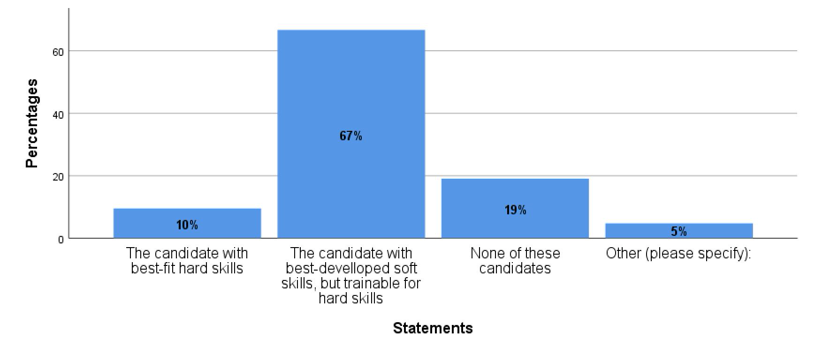 Percentages
60
40
20
0
10%
67%
19%
5%
The candidate with
best-fit hard skills
The candidate with
best-develloped soft
skills, but trainable for
hard skills
None of these
candidates
Other (please specify):
Statements